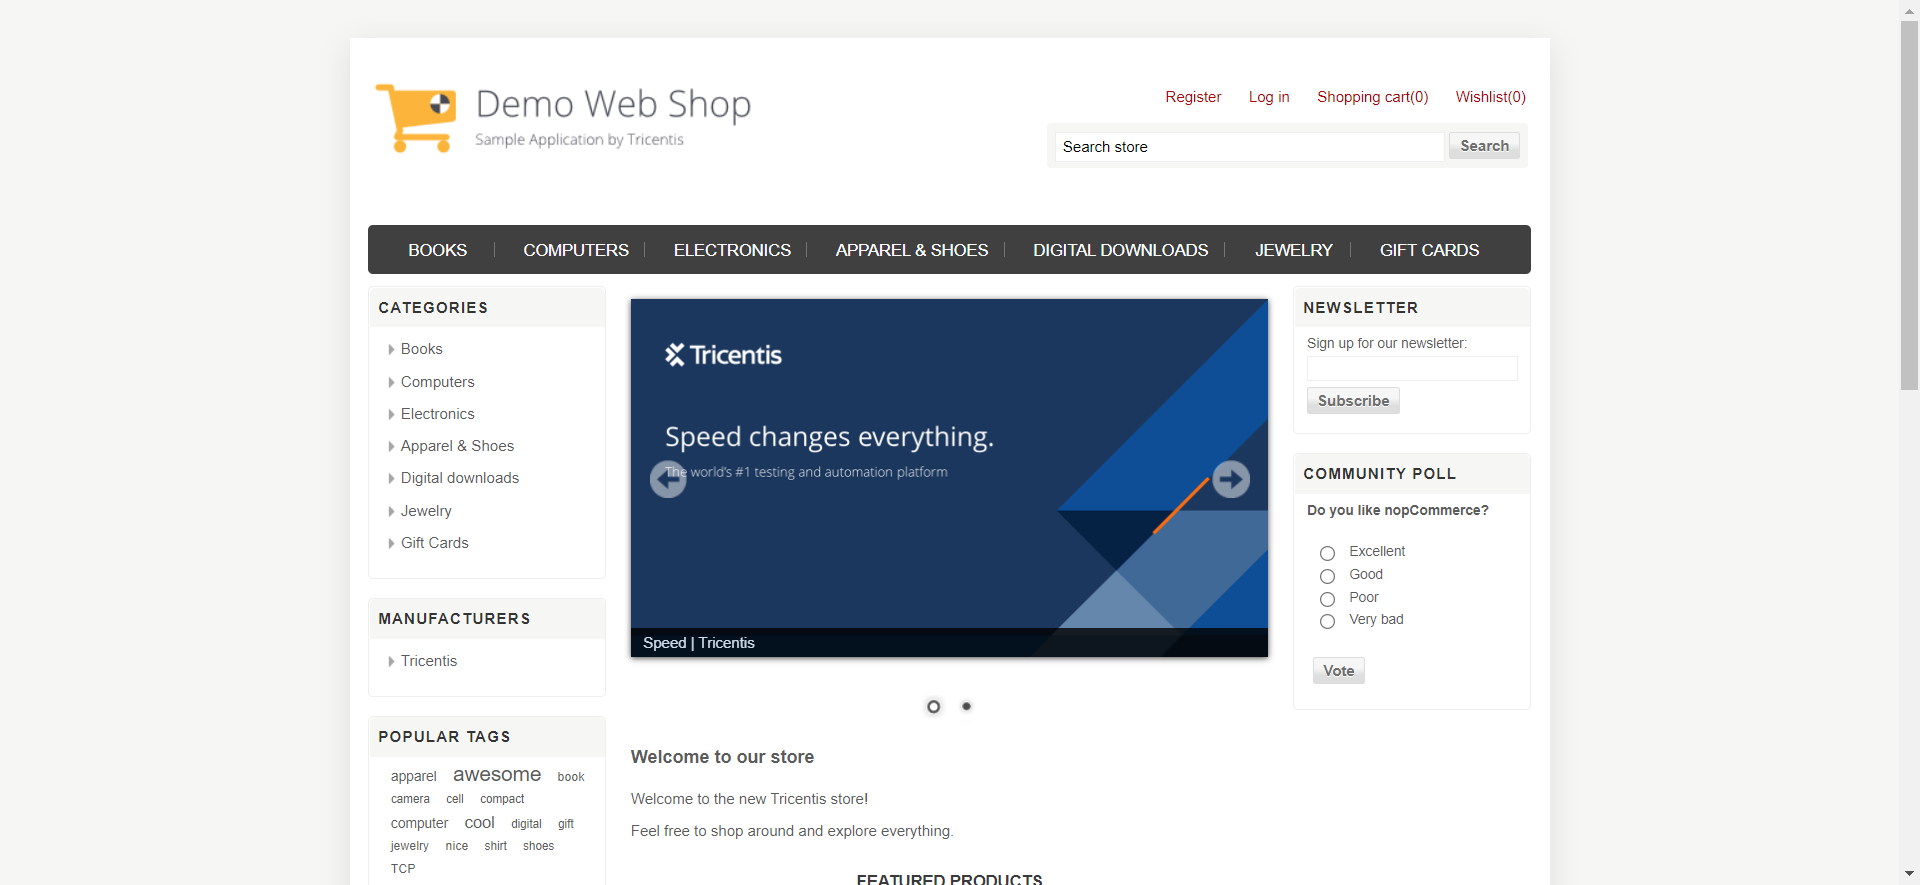 Demo Web Shop
Sample Application by Tricentis
Register Log in Shopping cart(0) Wishlist(0)
Search store Search
BOOKS COMPUTERS ELECTRONICS APPAREL & SHOES DIGITAL DOWNLOADS JEWELRY GIFT CARDS
CATEGORIES
Books
Computers
Electronics
Apparel & Shoes
Digital downloads
Jewelry
Gift Cards
MANUFACTURERS
Tricentis
POPULAR TAGS
apparel awesome book
camera cell compact
computer cool digital gift
jewelry nice shirt shoes
TCP
Tricentis
Speed changes everything.
The world's #1 testing and automation platform
Speed | Tricentis
Welcome to our store
Welcome to the new Tricentis store!
Feel free to shop around and explore everything.
FEATURED PRODUCTS
NEWSLETTER
Sign up for our newsletter:
Subscribe
COMMUNITY POLL
Do you like nopCommerce?
Excellent
Good
Poor
Very bad
Vote